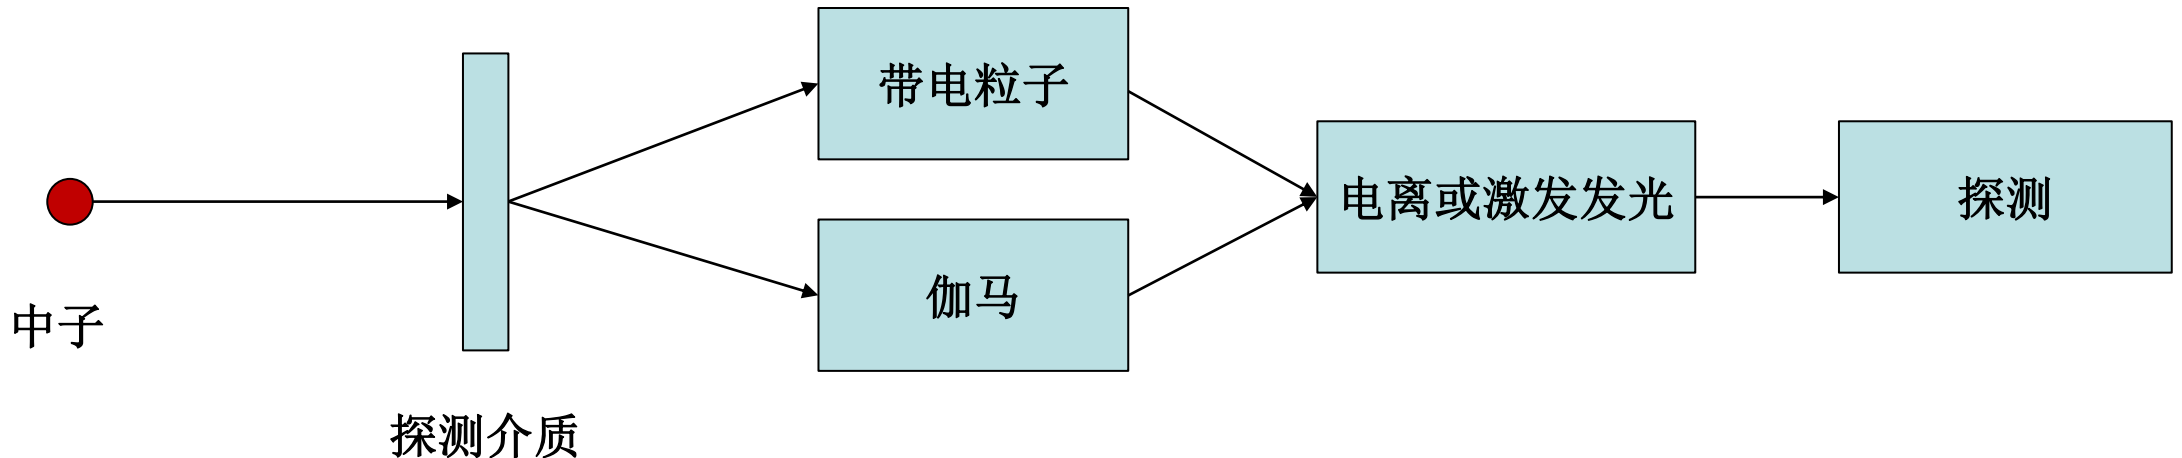 中子
探测介质
带电粒子
伽马
电离或激发发光
探测